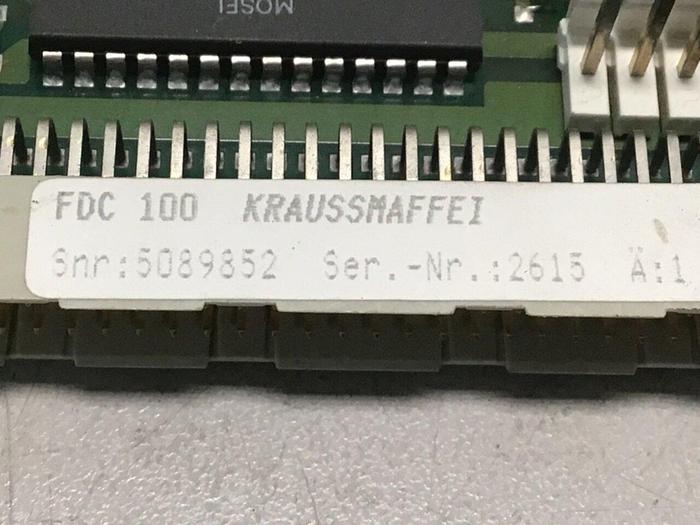 MOSEL
FDC 100 KRAUSSMAFFEI
Snr:5089852 Ser.-Nr.:2615 Ä:1